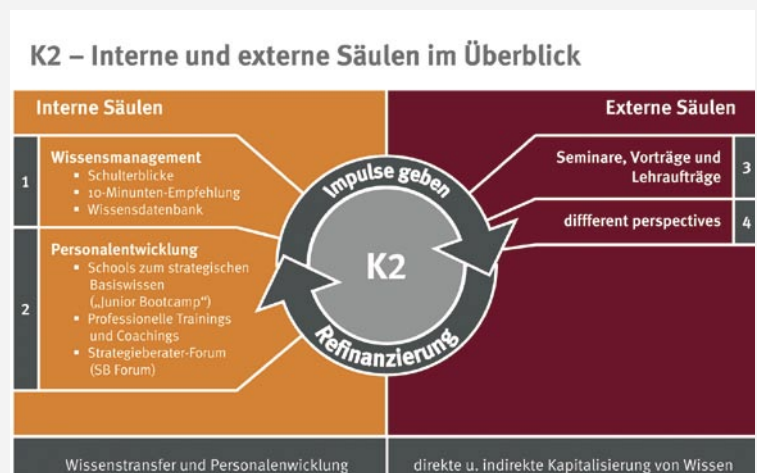 K2 – Interne und externe Säulen im Überblick
Interne Säulen
Externe Säulen
1
Wissensmanagement
▪ Schulterblicke
▪ 10-Minunten-Empfehlung
▪ Wissensdatenbank
2
Personalentwicklung
▪ Schools zum strategischen
Basiswissen
(„Junior Bootcamp“)
▪ Professionelle Trainings
und Coachings
▪ Strategieberater-Forum
(SB Forum)
Impulse geben
K2
Refinanzierung
Seminare, Vorträge und
Lehraufträge
3
diffferent perspectives
4
Wissenstransfer und Personalenwicklung
direkte u. indirekte Kapitalisierung von Wissen